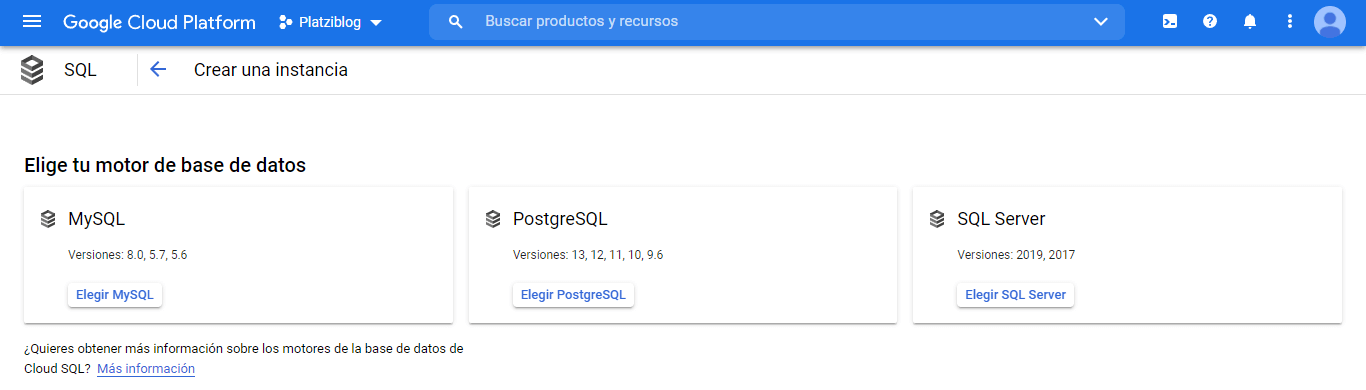 Google Cloud Platform Platziblog Buscar productos y recursos
SQL Crear una instancia
Elige tu motor de base de datos
MySQL
Versiones: 8.0, 5.7, 5.6
Elegir MySQL
PostgreSQL
Versiones: 13, 12, 11, 10, 9.6
Elegir PostgreSQL
SQL Server
Versiones: 2019, 2017
Elegir SQL Server
¿Quieres obtener más información sobre los motores de la base de datos de
Cloud SQL? Más información